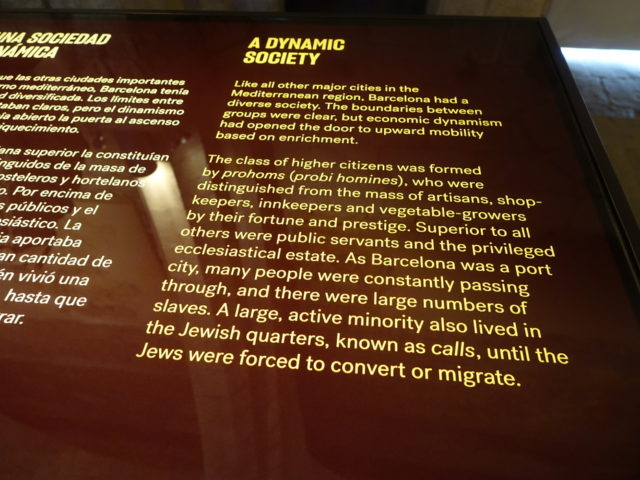 UNA SOCIEDAD
DINÁMICA
que las otras ciudades importantes
mo mediterráneo, Barcelona tenía
d diversificada. Los límites entre
taban claros, pero el dinamismo
ía abierto la puerta al ascenso
iquecimiento.
ana superior la constituían
inguidos de la masa de
osteleros y hortelanos
o. Por encima de
s públicos y el
esiástico. La
ia aportaba
an cantidad de
én vivió una
, hasta que
rar.
A DYNAMIC
SOCIETY
Like all other major cities in the
Mediterranean region, Barcelona had a
diverse society. The boundaries between
groups were clear, but economic dynamism
had opened the door to upward mobility
based on enrichment.
The class of higher citizens was formed
by prohoms (probi homines), who were
distinguished from the mass of artisans, shop-
keepers, innkeepers and vegetable-growers
by their fortune and prestige. Superior to all
others were public servants and the privileged
ecclesiastical estate. As Barcelona was a port
city, many people were constantly passing
through, and there were large numbers of
slaves. A large, active minority also lived in
the Jewish quarters, known as calls, until the
Jews were forced to convert or migrate.